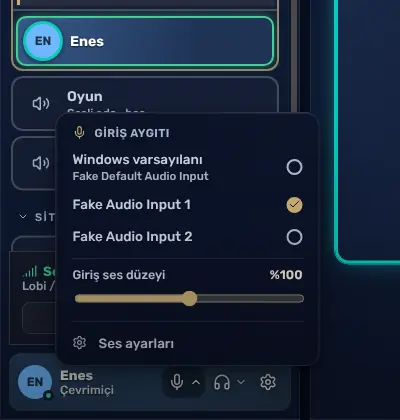 EN
Enes
Oyun
GİRİŞ AYGITI
Windows varsayılanı
Fake Default Audio Input
Fake Audio Input 1
Fake Audio Input 2
Giriş ses düzeyi
%100
Ses ayarları
Lobi /
EN
Enes
Çevrimiçi